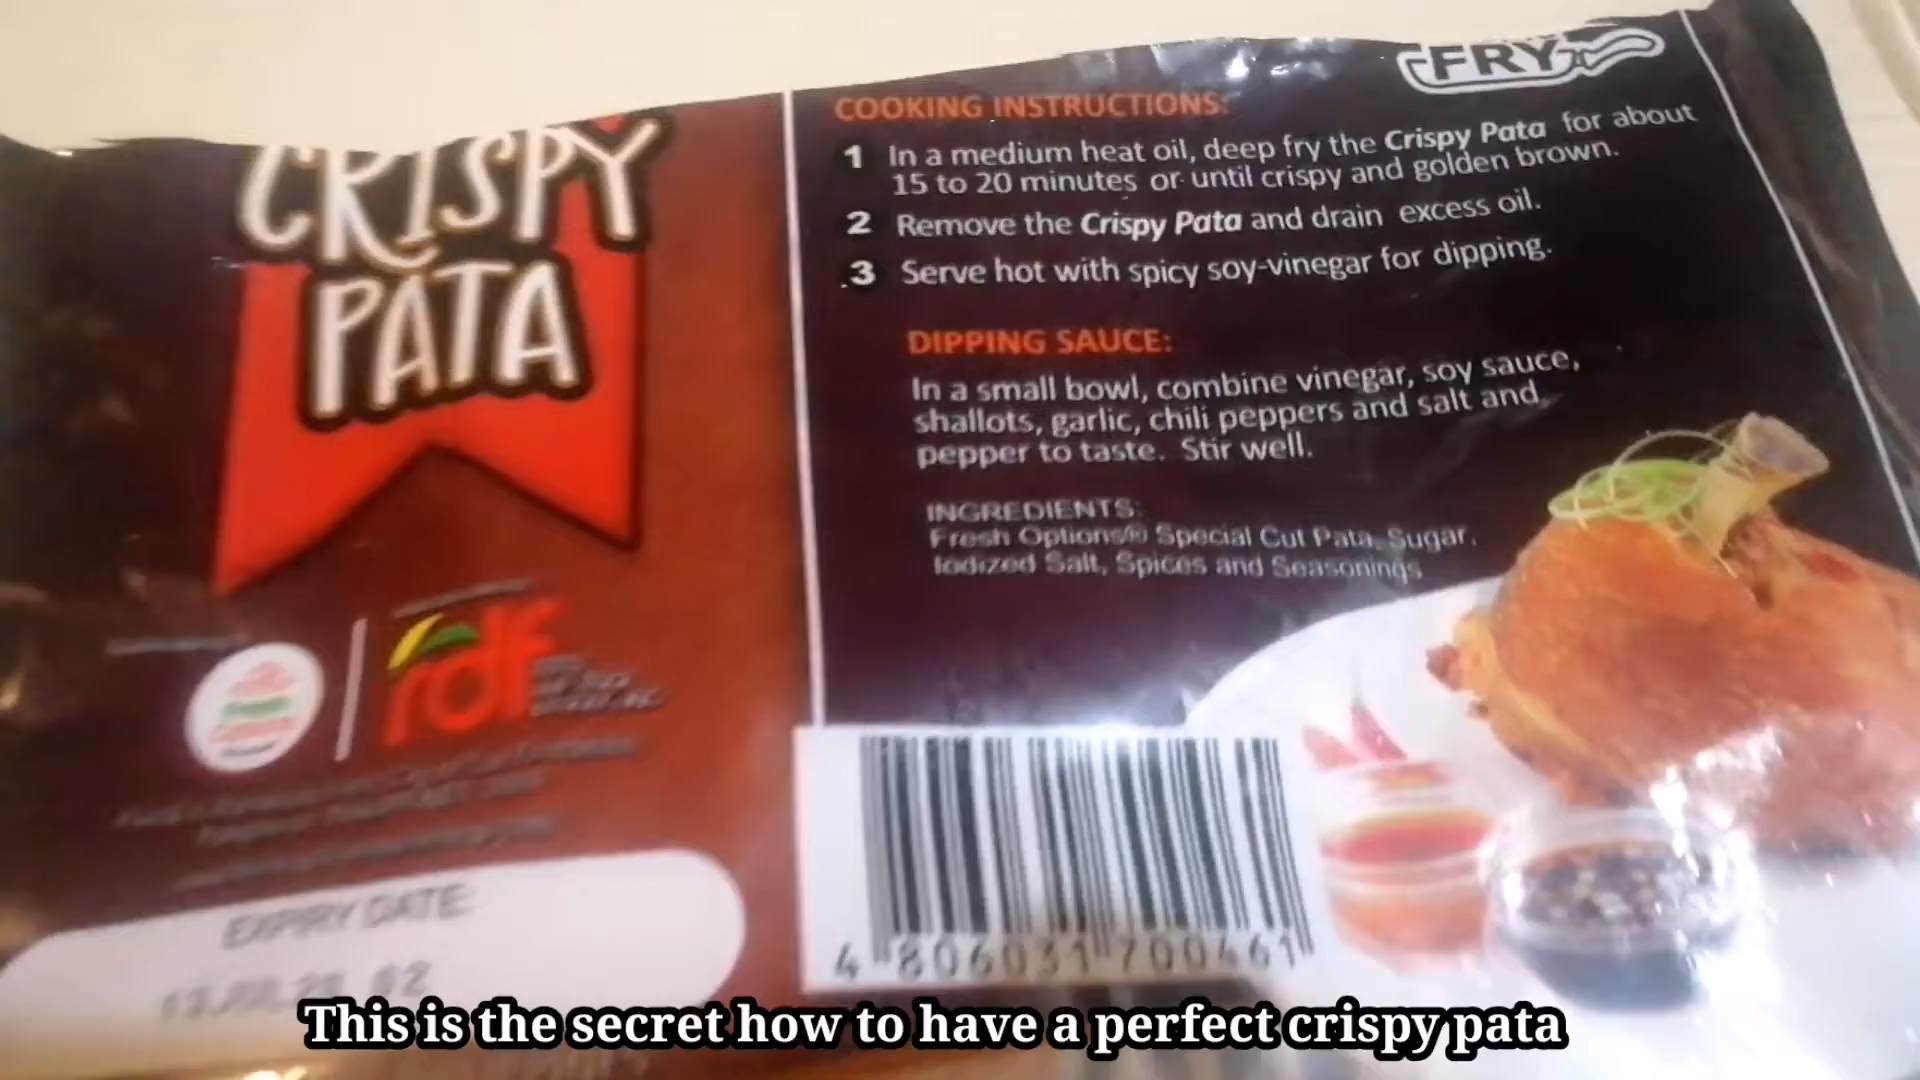 CRISPY
PATA
rdf
EXPIRY DATE:
FRY
COOKING INSTRUCTIONS:
1 In a medium heat oil, deep fry the Crispy Pata for about
15 to 20 minutes or until crispy and golden brown.
2 Remove the Crispy Pata and drain excess oil.
3 Serve hot with spicy soy-vinegar for dipping.
DIPPING SAUCE:
In a small bowl, combine vinegar, soy sauce,
shallots, garlic, chili peppers and salt and
pepper to taste. Stir well.
INGREDIENTS:
Fresh Options® Special Cut Pata, Sugar,
Iodized Salt, Spices and Seasonings
4 806031 700461
This is the secret how to have a perfect crispy pata